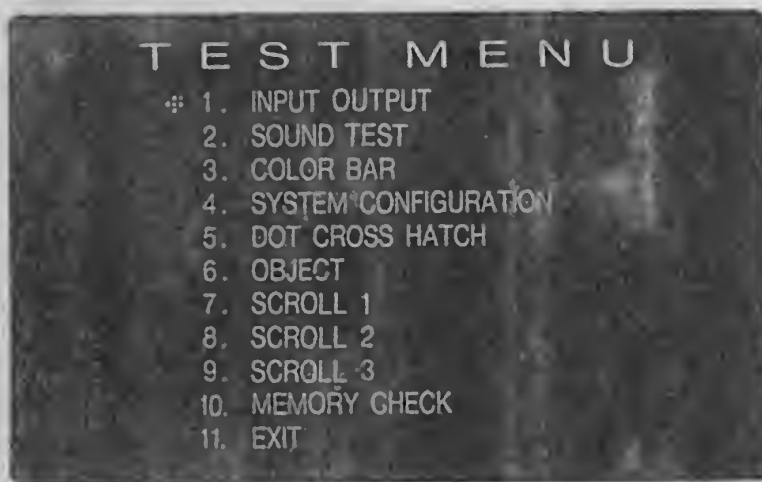 TEST MENU
1. INPUT OUTPUT
2. SOUND TEST
3. COLOR BAR
4. SYSTEM CONFIGURATION
5. DOT CROSS HATCH
6. OBJECT
7. SCROLL 1
8. SCROLL 2
9. SCROLL 3
10. MEMORY CHECK
11. EXIT